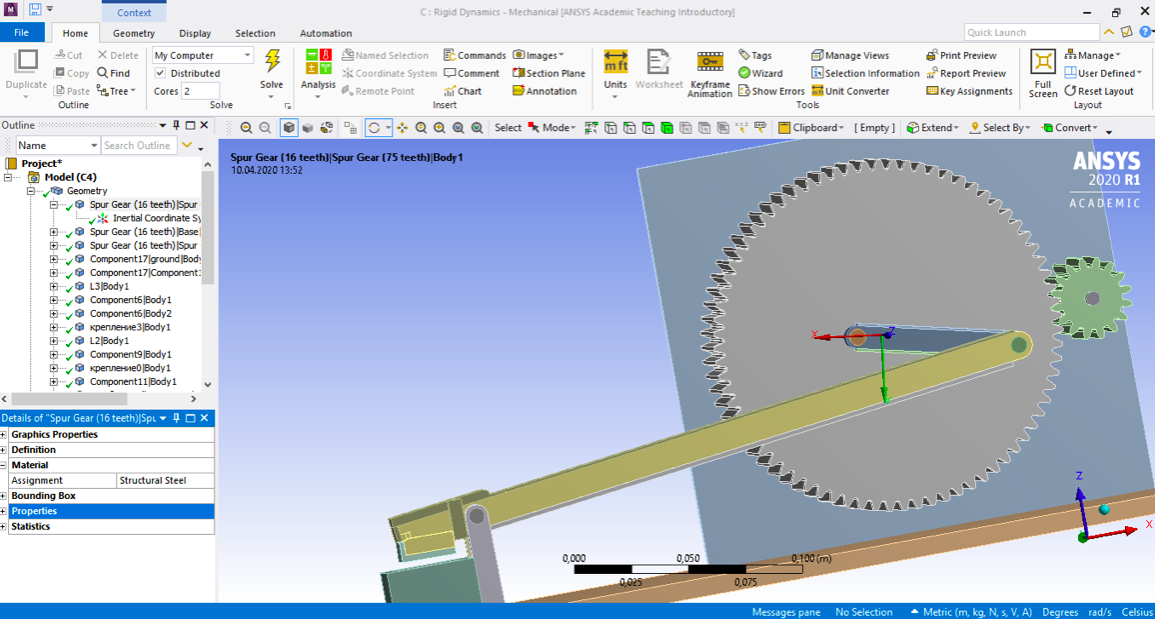 Context
C : Rigid Dynamics - Mechanical [ANSYS Academic Teaching Introductory]
File Home Geometry Display Selection Automation Quick Launch
Duplicate
Cut
Copy
Paste
Delete
Find
Tree
Outline
My Computer
Distributed
Cores 2
Solve
Solve
Analysis
Named Selection
Coordinate System
Remote Point
Commands
Comment
Chart
Images
Section Plane
Annotation
Insert
Units
Worksheet
Keyframe
Animation
Tags
Wizard
Show Errors
Manage Views
Selection Information
Unit Converter
Print Preview
Report Preview
Key Assignments
Tools
Full
Screen
Manage
User Defined
Reset Layout
Layout
Outline
Select Mode Clipboard [ Empty ] Extend Select By Convert
Name Search Outline
Project*
Model (C4)
Geometry
Spur Gear (16 teeth)|Spur
Inertial Coordinate Sy
Spur Gear (16 teeth)|Base
Spur Gear (16 teeth)|Spur
Component17|ground|Body
Component17|Component
L3|Body1
Component6|Body1
Component6|Body2
крепление3|Body1
L2|Body1
Component9|Body1
крепление0|Body1
Component11|Body1
Details of "Spur Gear (16 teeth)|Spu
Graphics Properties
Definition
Material
Assignment Structural Steel
Bounding Box
Properties
Statistics
Spur Gear (16 teeth)|Spur Gear (75 teeth)|Body1
10.04.2020 13:52
ANSYS
2020 R1
ACADEMIC
X
Z
Z
X
0,000 0,050 0,100 (m)
0,025 0,075
Messages pane No Selection Metric (m, kg, N, s, V, A) Degrees rad/s Celsius